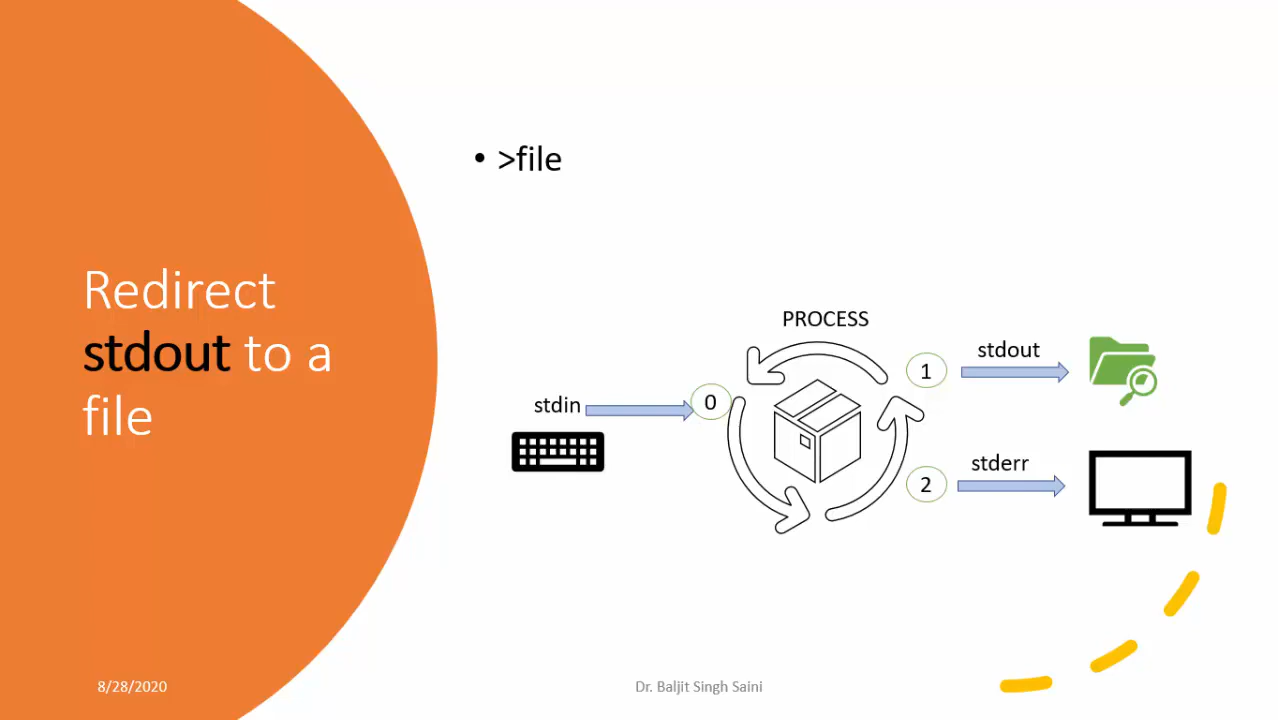 Redirect
stdout to a
file
• >file
PROCESS
stdin
0
1
stdout
2
stderr
8/28/2020
Dr. Baljit Singh Saini